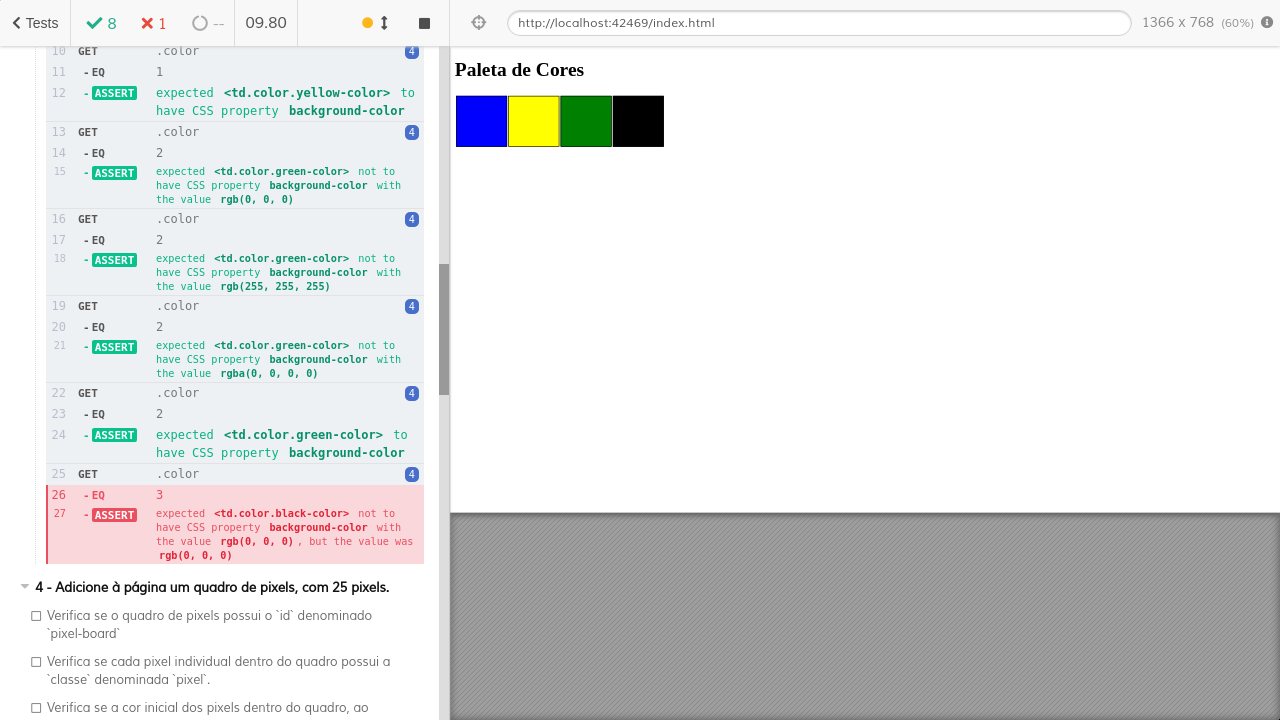 Tests 8 1 -- 09.80
http://localhost:42469/index.html 1366 x 768 (60%)
10 GET .color 4
11 - EQ 1
12 - ASSERT expected <td.color.yellow-color> to
have CSS property background-color
13 GET .color 4
14 - EQ 2
15 - ASSERT expected <td.color.green-color> not to
have CSS property background-color with
the value rgb(0, 0, 0)
16 GET .color 4
17 - EQ 2
18 - ASSERT expected <td.color.green-color> not to
have CSS property background-color with
the value rgb(255, 255, 255)
19 GET .color 4
20 - EQ 2
21 - ASSERT expected <td.color.green-color> not to
have CSS property background-color with
the value rgba(0, 0, 0, 0)
22 GET .color 4
23 - EQ 2
24 - ASSERT expected <td.color.green-color> to
have CSS property background-color
25 GET .color 4
26 - EQ 3
27 - ASSERT expected <td.color.black-color> not to
have CSS property background-color with
the value rgb(0, 0, 0), but the value was
rgb(0, 0, 0)
4 - Adicione à página um quadro de pixels, com 25 pixels.
Verifica se o quadro de pixels possui o `id` denominado
`pixel-board`
Verifica se cada pixel individual dentro do quadro possui a
`classe` denominada `pixel`.
Verifica se a cor inicial dos pixels dentro do quadro, ao
Paleta de Cores